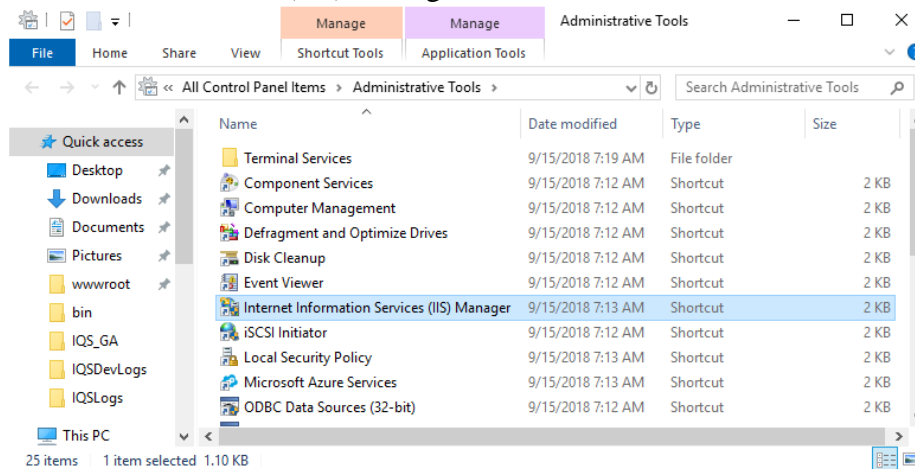 Manage Manage Administrative Tools
File Home Share View Shortcut Tools Application Tools
« All Control Panel Items > Administrative Tools > Search Administrative Tools
Name Date modified Type Size
Quick access
Desktop
Downloads
Documents
Pictures
wwwroot
bin
IQS_GA
IQSDevLogs
IQSLogs
This PC
Terminal Services 9/15/2018 7:19 AM File folder
Component Services 9/15/2018 7:12 AM Shortcut 2 KB
Computer Management 9/15/2018 7:12 AM Shortcut 2 KB
Defragment and Optimize Drives 9/15/2018 7:12 AM Shortcut 2 KB
Disk Cleanup 9/15/2018 7:12 AM Shortcut 2 KB
Event Viewer 9/15/2018 7:12 AM Shortcut 2 KB
Internet Information Services (IIS) Manager 9/15/2018 7:13 AM Shortcut 2 KB
iSCSI Initiator 9/15/2018 7:12 AM Shortcut 2 KB
Local Security Policy 9/15/2018 7:13 AM Shortcut 2 KB
Microsoft Azure Services 9/15/2018 7:13 AM Shortcut 2 KB
ODBC Data Sources (32-bit) 9/15/2018 7:12 AM Shortcut 2 KB
25 items 1 item selected 1.10 KB